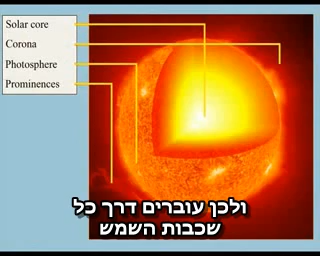 Solar core
Corona
Photosphere
Prominences
ולכן עוברים דרך כל
שכבות השמש